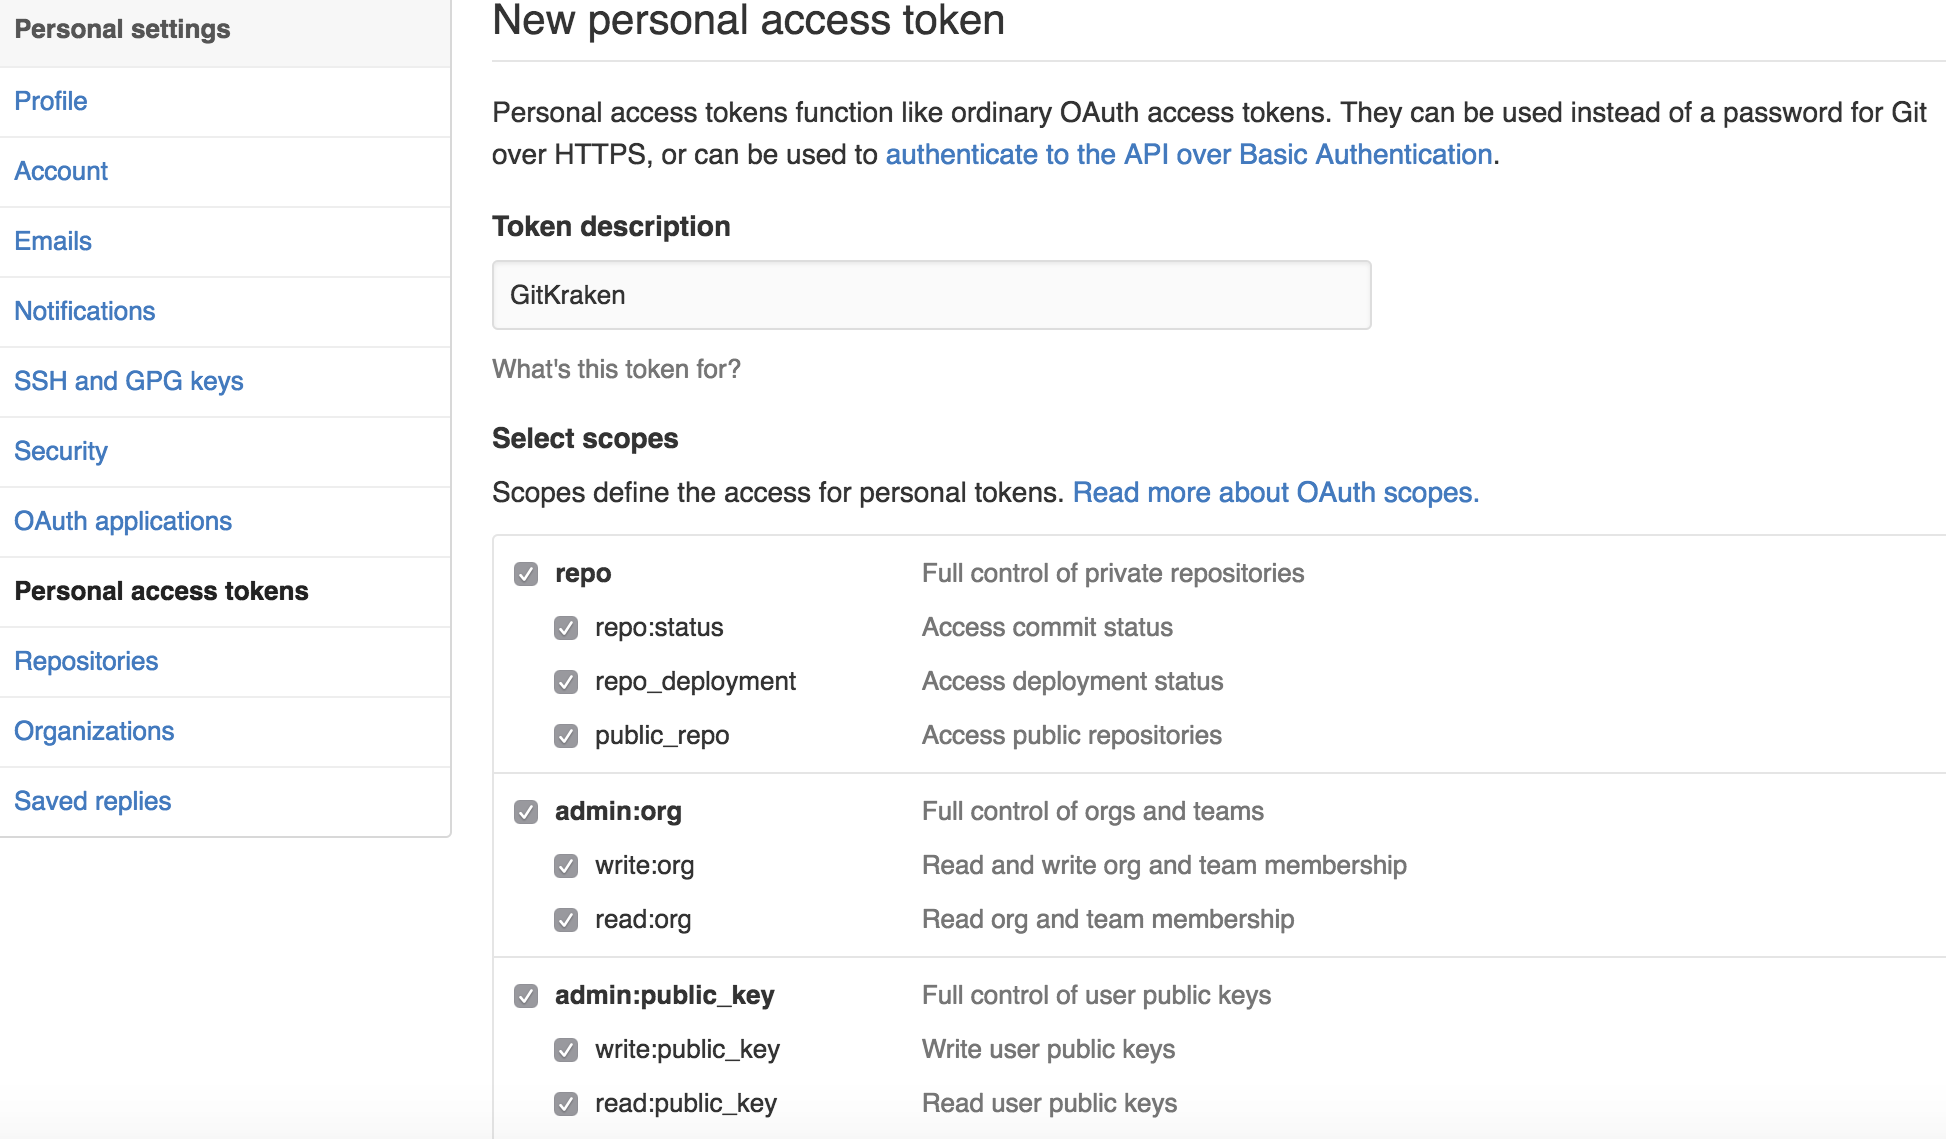 Personal settings
Profile
Account
Emails
Notifications
SSH and GPG keys
Security
OAuth applications
Personal access tokens
Repositories
Organizations
Saved replies
New personal access token
Personal access tokens function like ordinary OAuth access tokens. They can be used instead of a password for Git
over HTTPS, or can be used to authenticate to the API over Basic Authentication.
Token description
GitKraken
What's this token for?
Select scopes
Scopes define the access for personal tokens. Read more about OAuth scopes.
repo Full control of private repositories
repo:status Access commit status
repo_deployment Access deployment status
public_repo Access public repositories
admin:org Full control of orgs and teams
write:org Read and write org and team membership
read:org Read org and team membership
admin:public_key Full control of user public keys
write:public_key Write user public keys
read:public_key Read user public keys